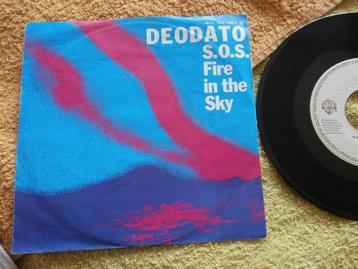 DEODATO
S.O.S.
Fire
in the
Sky